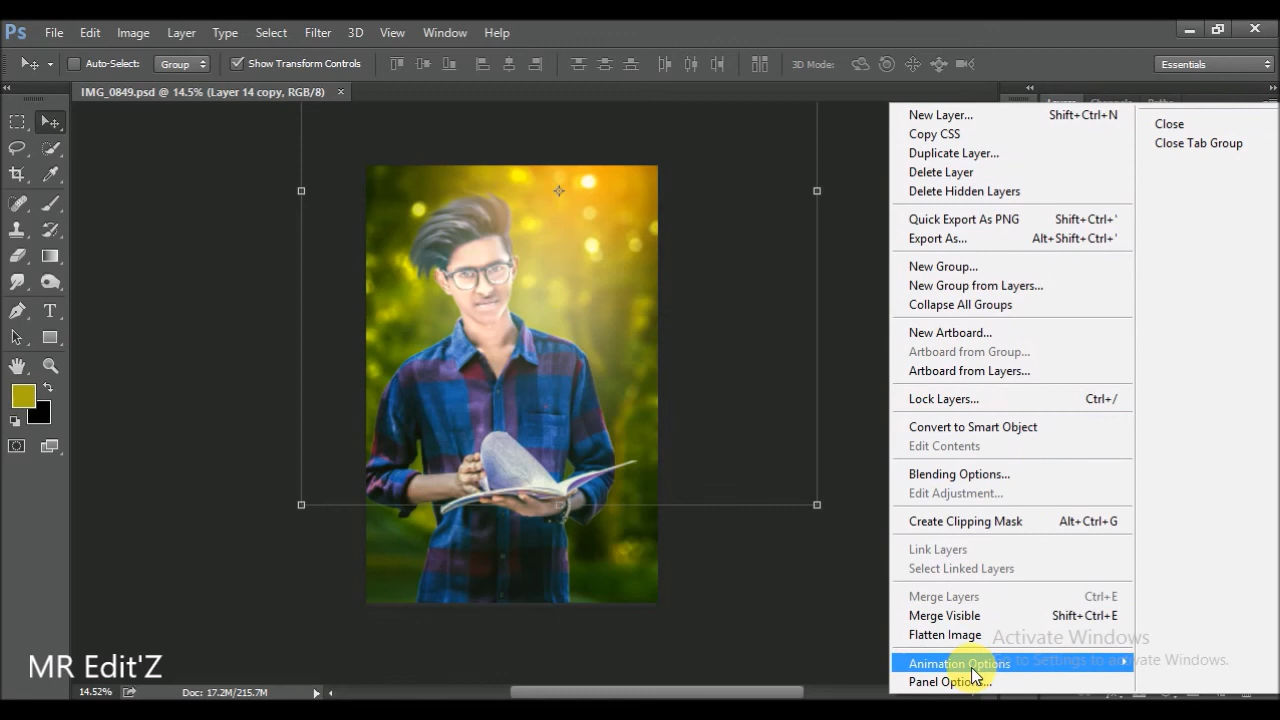 Ps File Edit Image Layer Type Select Filter 3D View Window Help
Auto-Select: Group Show Transform Controls 3D Mode: Essentials
IMG_0849.psd @ 14.5% (Layer 14 copy, RGB/8) ×
New Layer... Shift+Ctrl+N
Copy CSS
Duplicate Layer...
Delete Layer
Delete Hidden Layers
Quick Export As PNG Shift+Ctrl+'
Export As... Alt+Shift+Ctrl+'
New Group...
New Group from Layers...
Collapse All Groups
New Artboard...
Artboard from Group...
Artboard from Layers...
Lock Layers... Ctrl+/
Convert to Smart Object
Edit Contents
Blending Options...
Edit Adjustment...
Create Clipping Mask Alt+Ctrl+G
Link Layers
Select Linked Layers
Merge Layers Ctrl+E
Merge Visible Shift+Ctrl+E
Flatten Image
Animation Options
Panel Options...
Close
Close Tab Group
Activate Windows
Go to Settings to activate Windows.
MR Edit'Z
14.52% Doc: 17.2M/215.7M